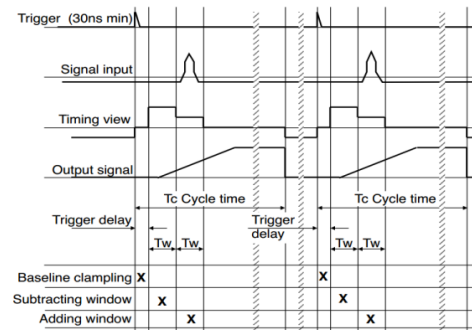 Trigger (30ns min)
Signal input
Timing view
Output signal
Tc Cycle time Tc Cycle time
Trigger delay Trigger delay
Tw Tw Tw Tw
Baseline clamping X X
Subtracting window X X
Adding window X X